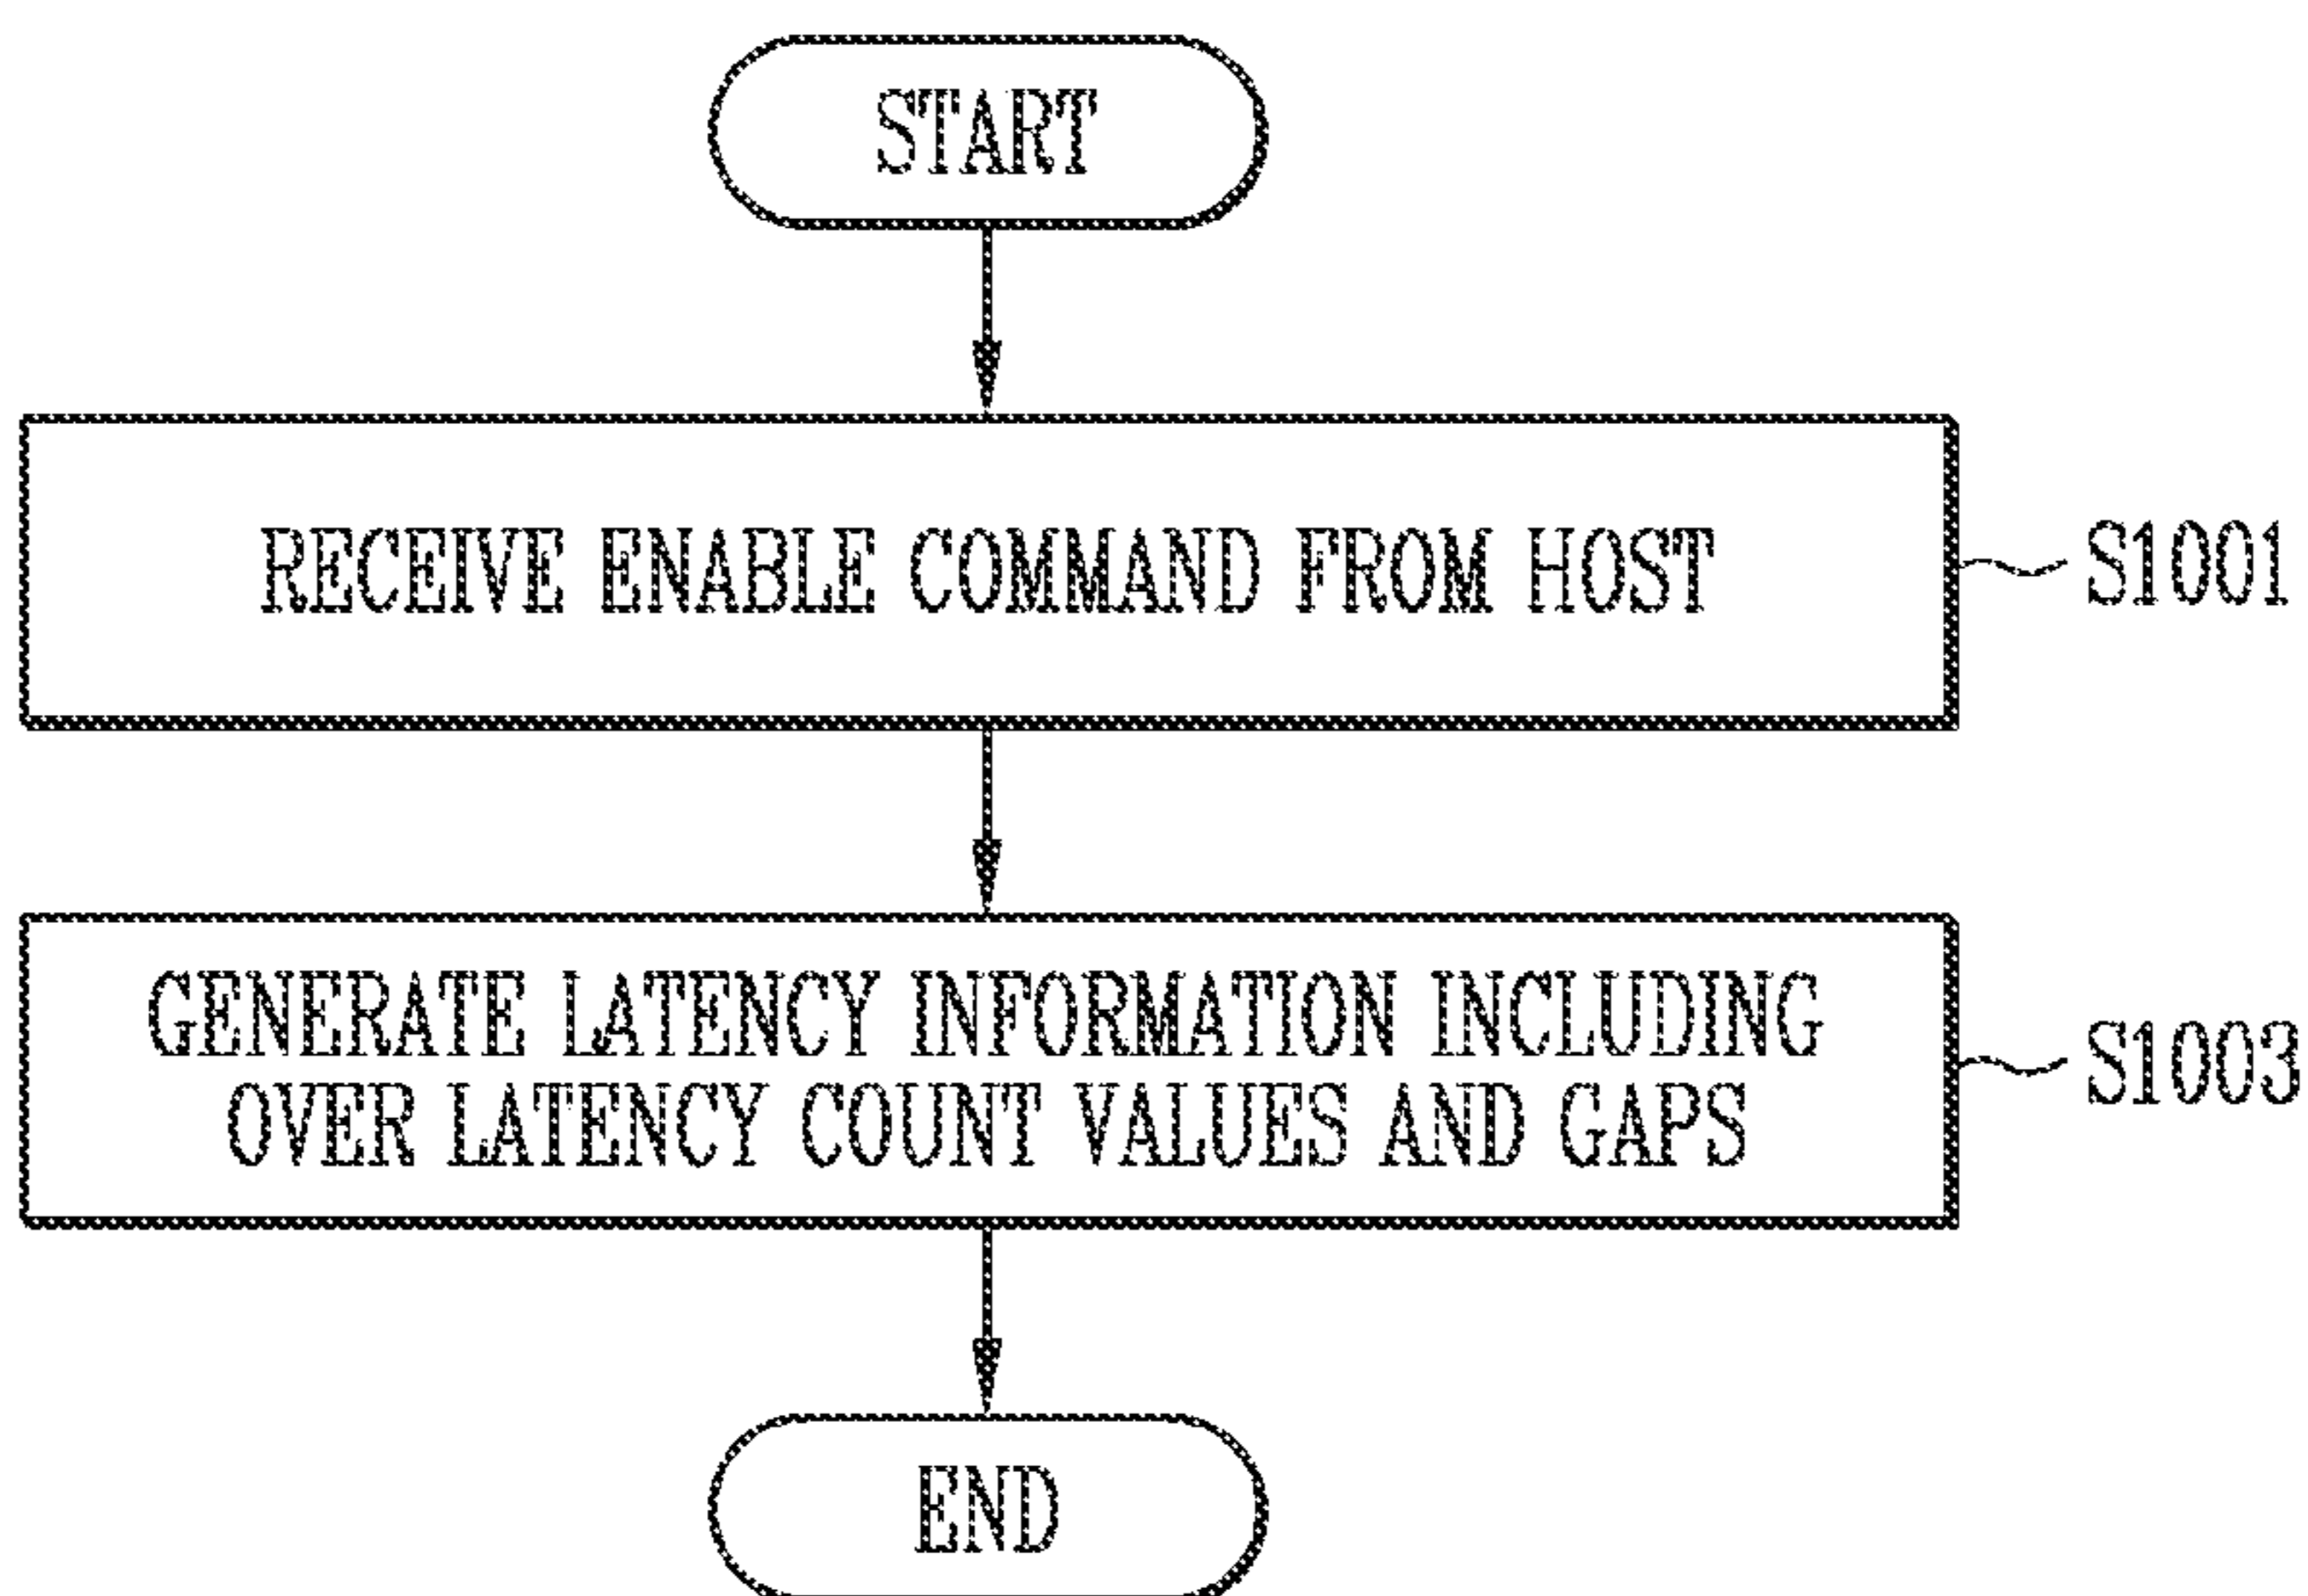 START
RECEIVE ENABLE COMMAND FROM HOST
S1001
GENERATE LATENCY INFORMATION INCLUDING
OVER LATENCY COUNT VALUES AND GAPS
S1003
END